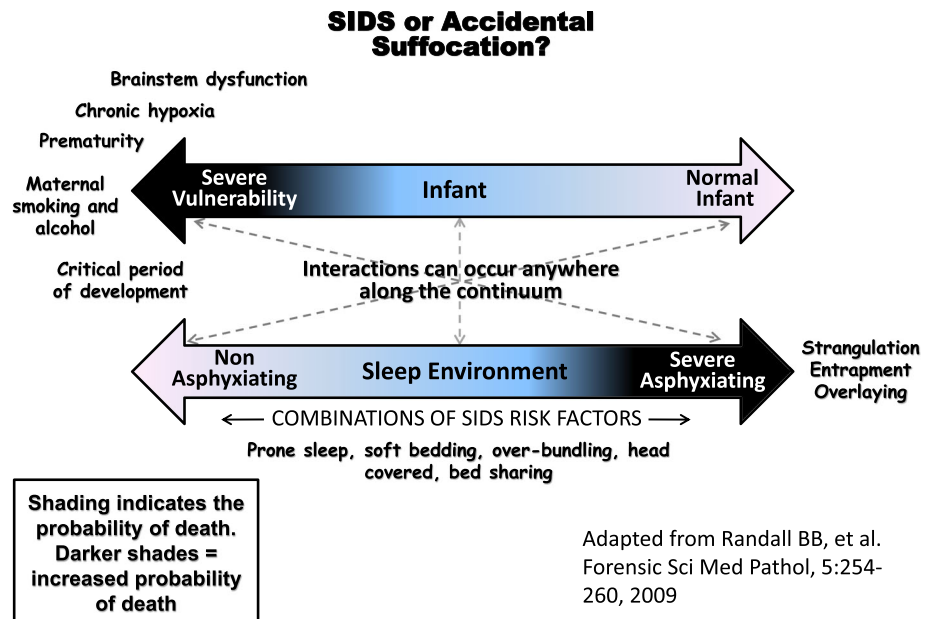 SIDS or Accidental
Suffocation?
Brainstem dysfunction
Chronic hypoxia
Prematurity
Maternal
smoking and
alcohol
Critical period
of development
Severe
Vulnerability
Infant
Normal
Infant
Interactions can occur anywhere
along the continuum
Non
Asphyxiating
Sleep Environment
Severe
Asphyxiating
Strangulation
Entrapment
Overlaying
COMBINATIONS OF SIDS RISK FACTORS
Prone sleep, soft bedding, over-bundling, head
covered, bed sharing
Shading indicates the
probability of death.
Darker shades =
increased probability
of death
Adapted from Randall BB, et al.
Forensic Sci Med Pathol, 5:254-
260, 2009